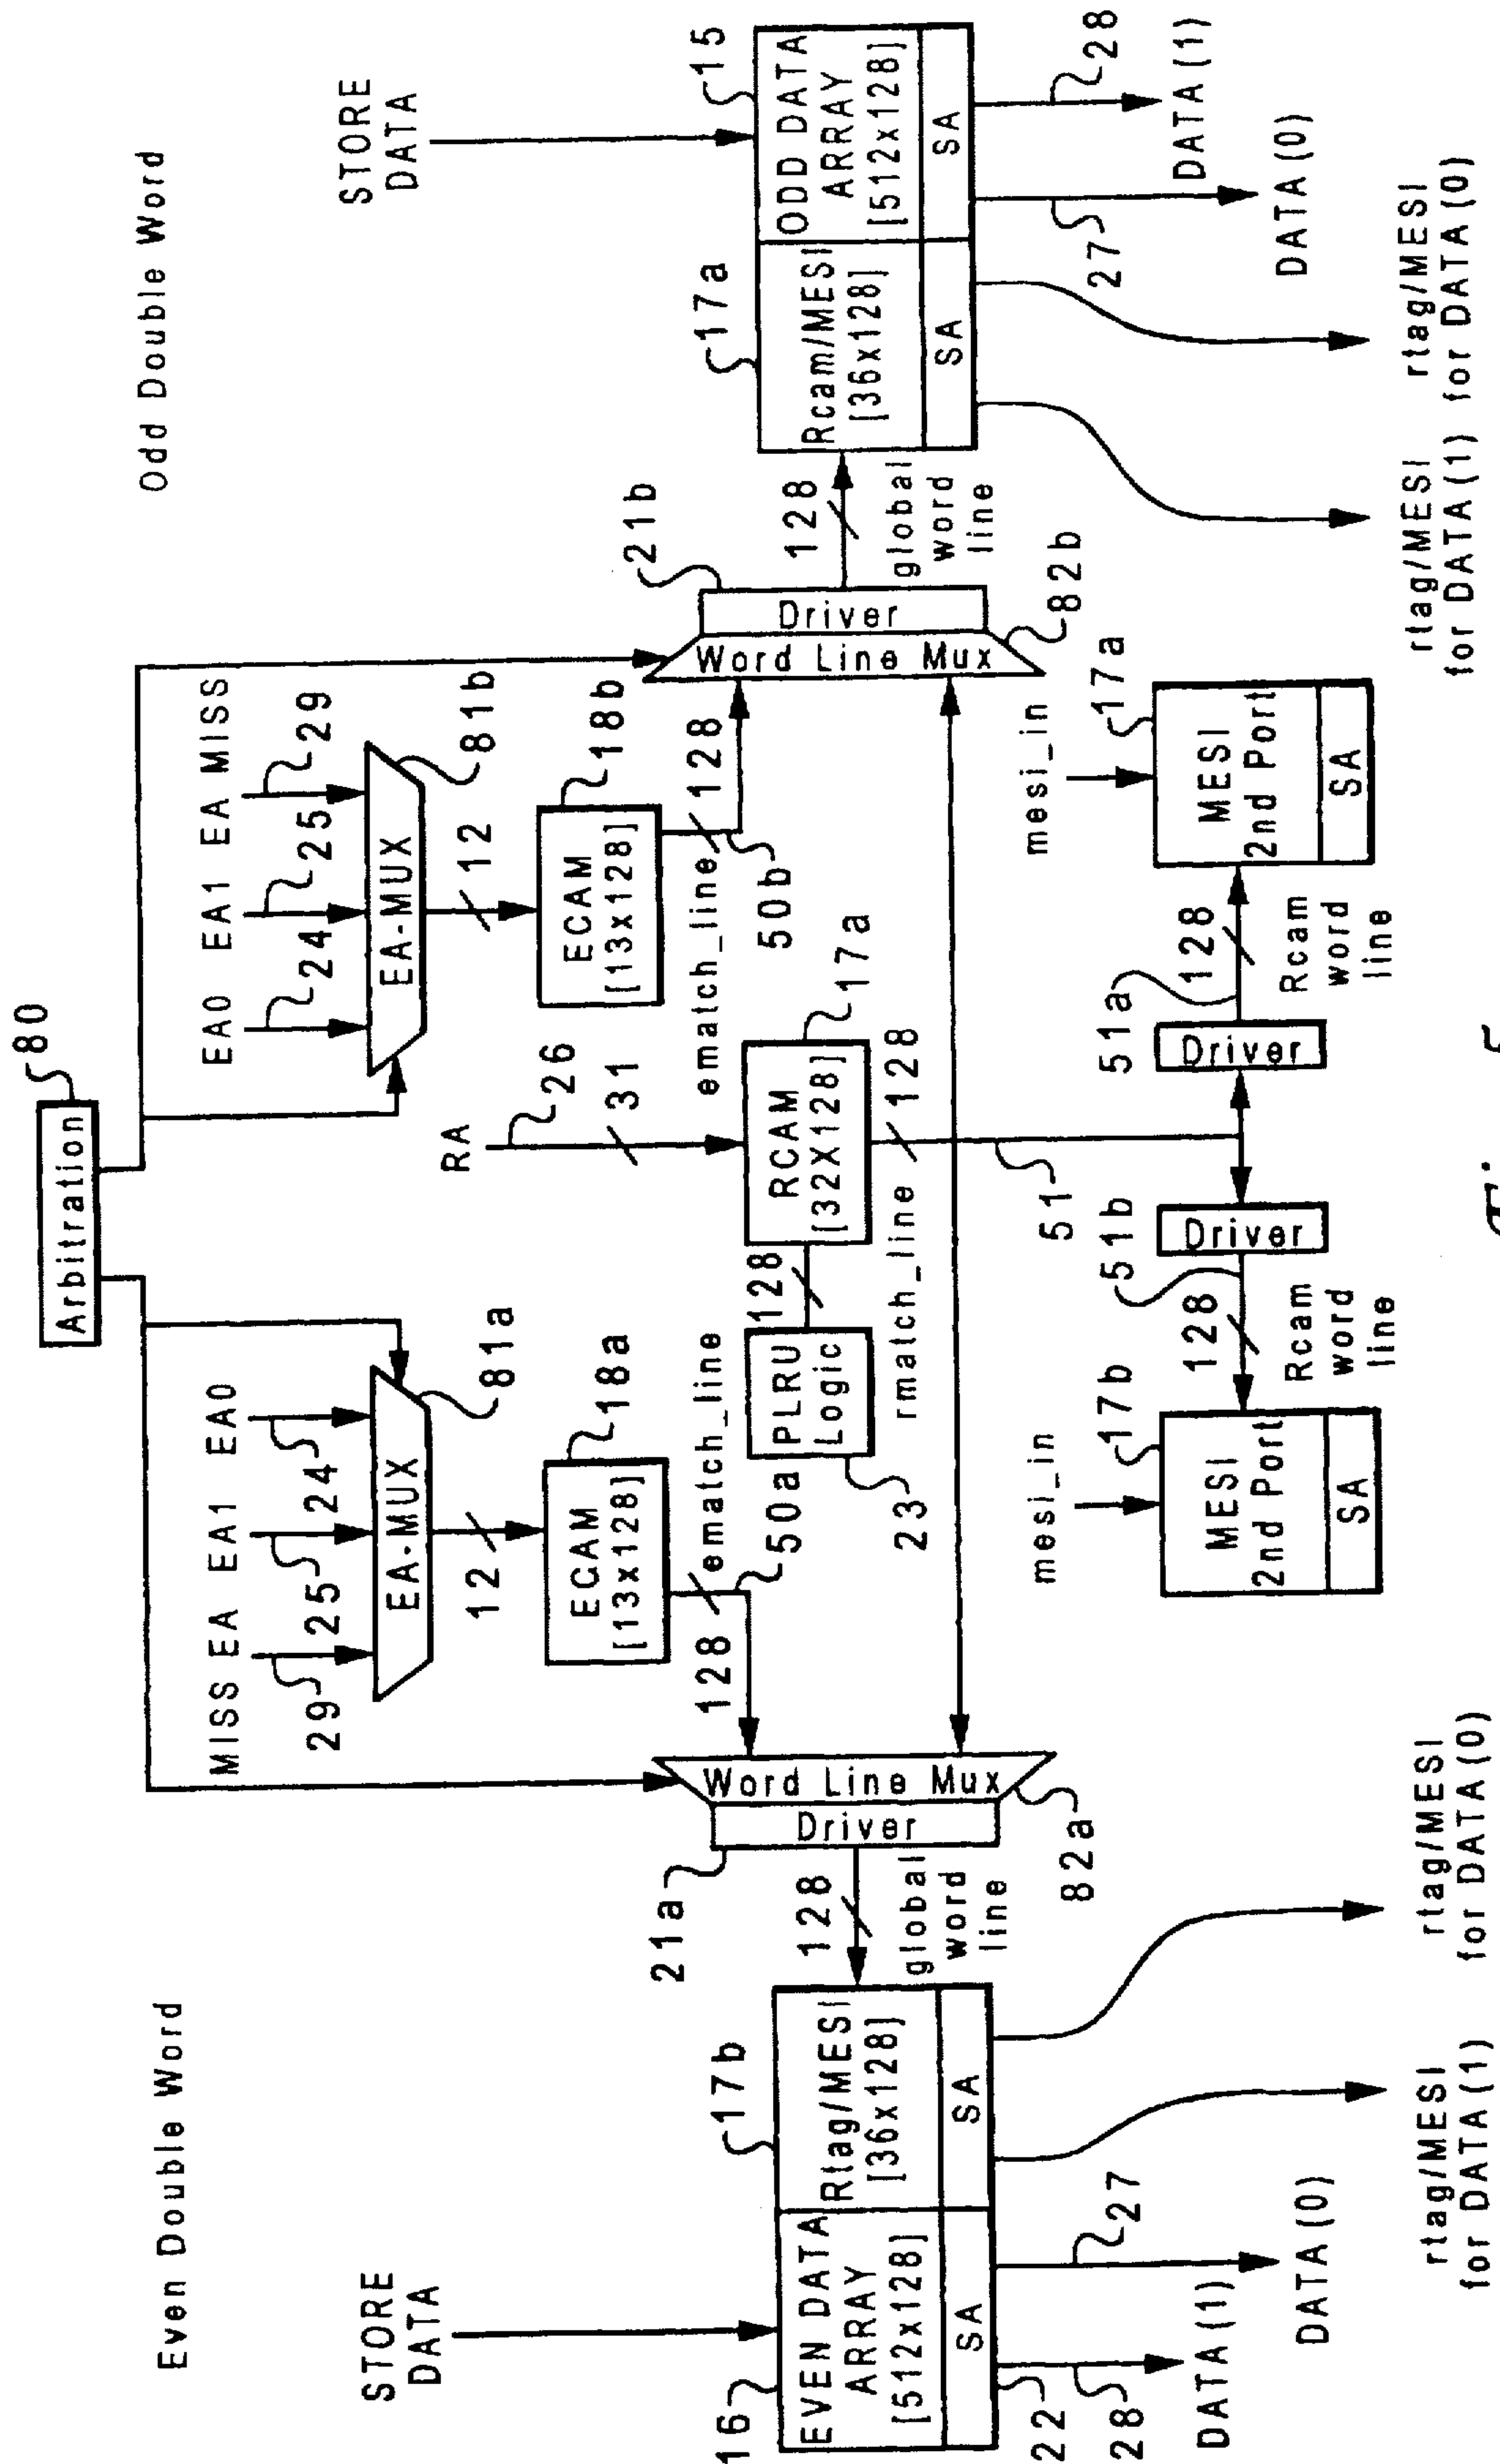 80
Arbitration
Even Double Word
Odd Double Word
MISS EA
EA1
EA0
29
25
24
EA-MUX
81a
12
ECAM
[13x128]
18a
128
ematch_line
50a
EA0
EA1
EA MISS
24
25
29
EA-MUX
81b
12
ECAM
[13x128]
18b
ematch_line
128
50b
RA
26
31
RCAM
[32X128]
17a
128
PLRU
Logic
23
rmatch_line
128
51
STORE
DATA
16
EVEN DATA
ARRAY
[512x128]
SA
17b
Rtag/MESI
[36x128]
SA
22
28
DATA(1)
27
DATA(0)
rtag/MESI
for DATA(1)
rtag/MESI
for DATA(0)
21a
Driver
Word Line Mux
82a
128
global
word
line
21b
Driver
Word Line Mux
82b
128
global
word
line
STORE
DATA
17a
Rcam/MESI
[36x128]
SA
15
ODD DATA
ARRAY
[512x128]
SA
27
DATA(0)
28
DATA(1)
rtag/MESI
for DATA(1)
rtag/MESI
for DATA(0)
mesi_in
17b
MESI
2nd Port
SA
128
Rcam
word
line
51b
Driver
51a
Driver
128
Rcam
word
line
mesi_in
17a
MESI
2nd Port
SA